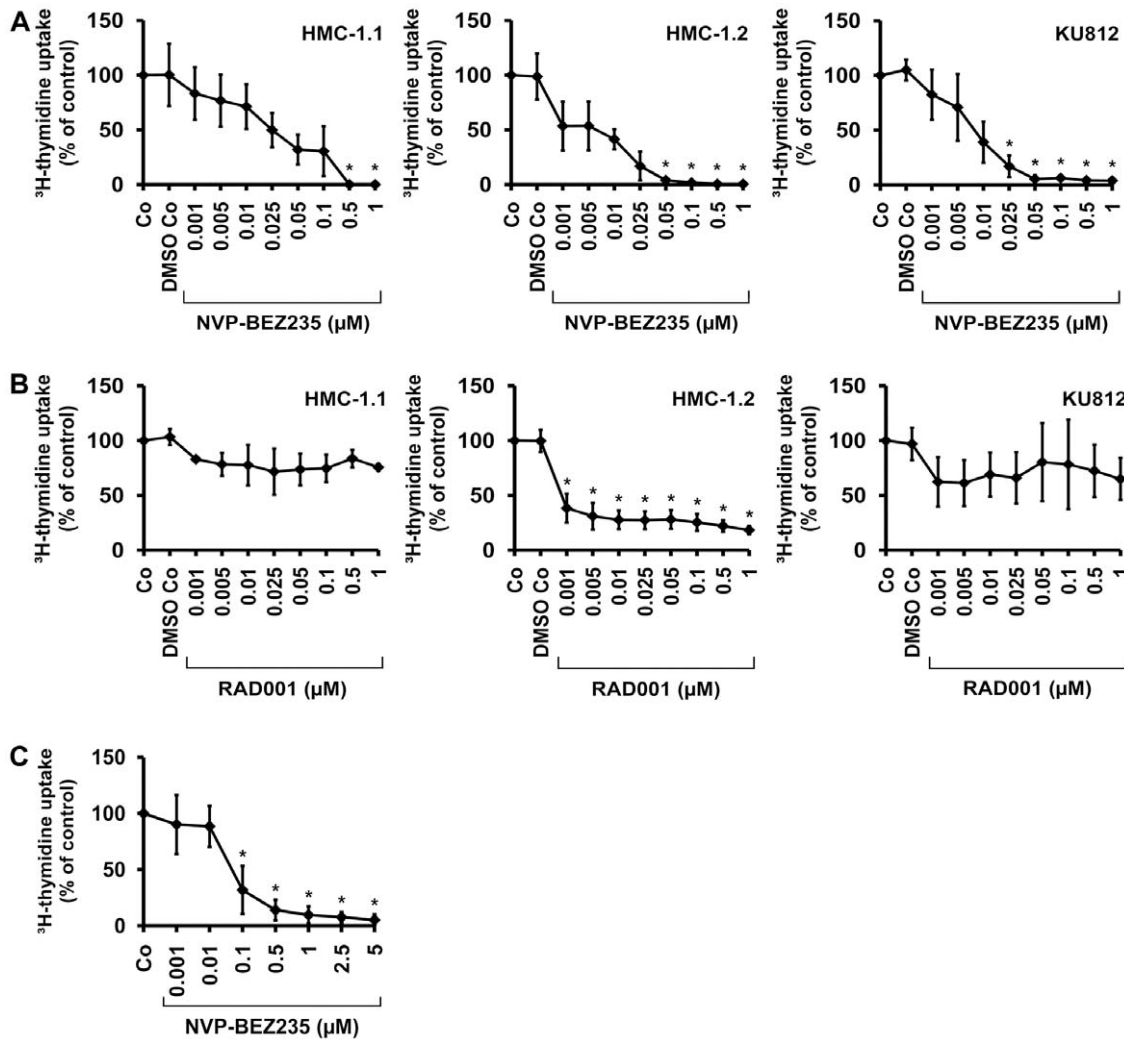 A
³H-thymidine uptake
(% of control)
150
100
50
0
HMC-1.1
* *
Co
DMSO Co
0.001
0.005
0.01
0.025
0.05
0.1
0.5
1
NVP-BEZ235 (µM)
³H-thymidine uptake
(% of control)
150
100
50
0
HMC-1.2
* * * *
Co
DMSO Co
0.001
0.005
0.01
0.025
0.05
0.1
0.5
1
NVP-BEZ235 (µM)
³H-thymidine uptake
(% of control)
150
100
50
0
KU812
* * * * *
Co
DMSO Co
0.001
0.005
0.01
0.025
0.05
0.1
0.5
1
NVP-BEZ235 (µM)
B
³H-thymidine uptake
(% of control)
150
100
50
0
HMC-1.1
Co
DMSO Co
0.001
0.005
0.01
0.025
0.05
0.1
0.5
1
RAD001 (µM)
³H-thymidine uptake
(% of control)
150
100
50
0
HMC-1.2
* * * * * * * *
Co
DMSO Co
0.001
0.005
0.01
0.025
0.05
0.1
0.5
1
RAD001 (µM)
³H-thymidine uptake
(% of control)
150
100
50
0
KU812
Co
DMSO Co
0.001
0.005
0.01
0.025
0.05
0.1
0.5
1
RAD001 (µM)
C
³H-thymidine uptake
(% of control)
150
100
50
0
* * * * *
Co
0.001
0.01
0.1
0.5
1
2.5
5
NVP-BEZ235 (µM)